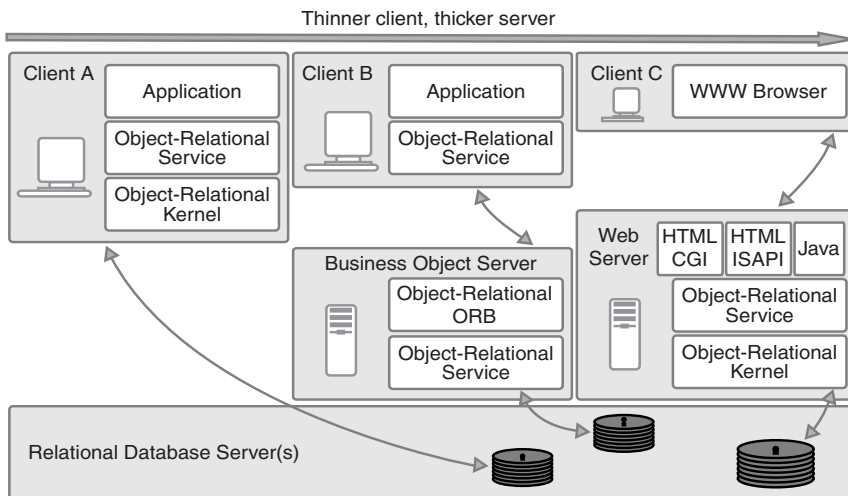 Thinner client, thicker server
Client A
Application
Object-Relational
Service
Object-Relational
Kernel
Client B
Application
Object-Relational
Service
Client C
WWW Browser
Business Object Server
Object-Relational
ORB
Object-Relational
Service
Web
Server
HTML
CGI
HTML
ISAPI
Java
Object-Relational
Service
Object-Relational
Kernel
Relational Database Server(s)